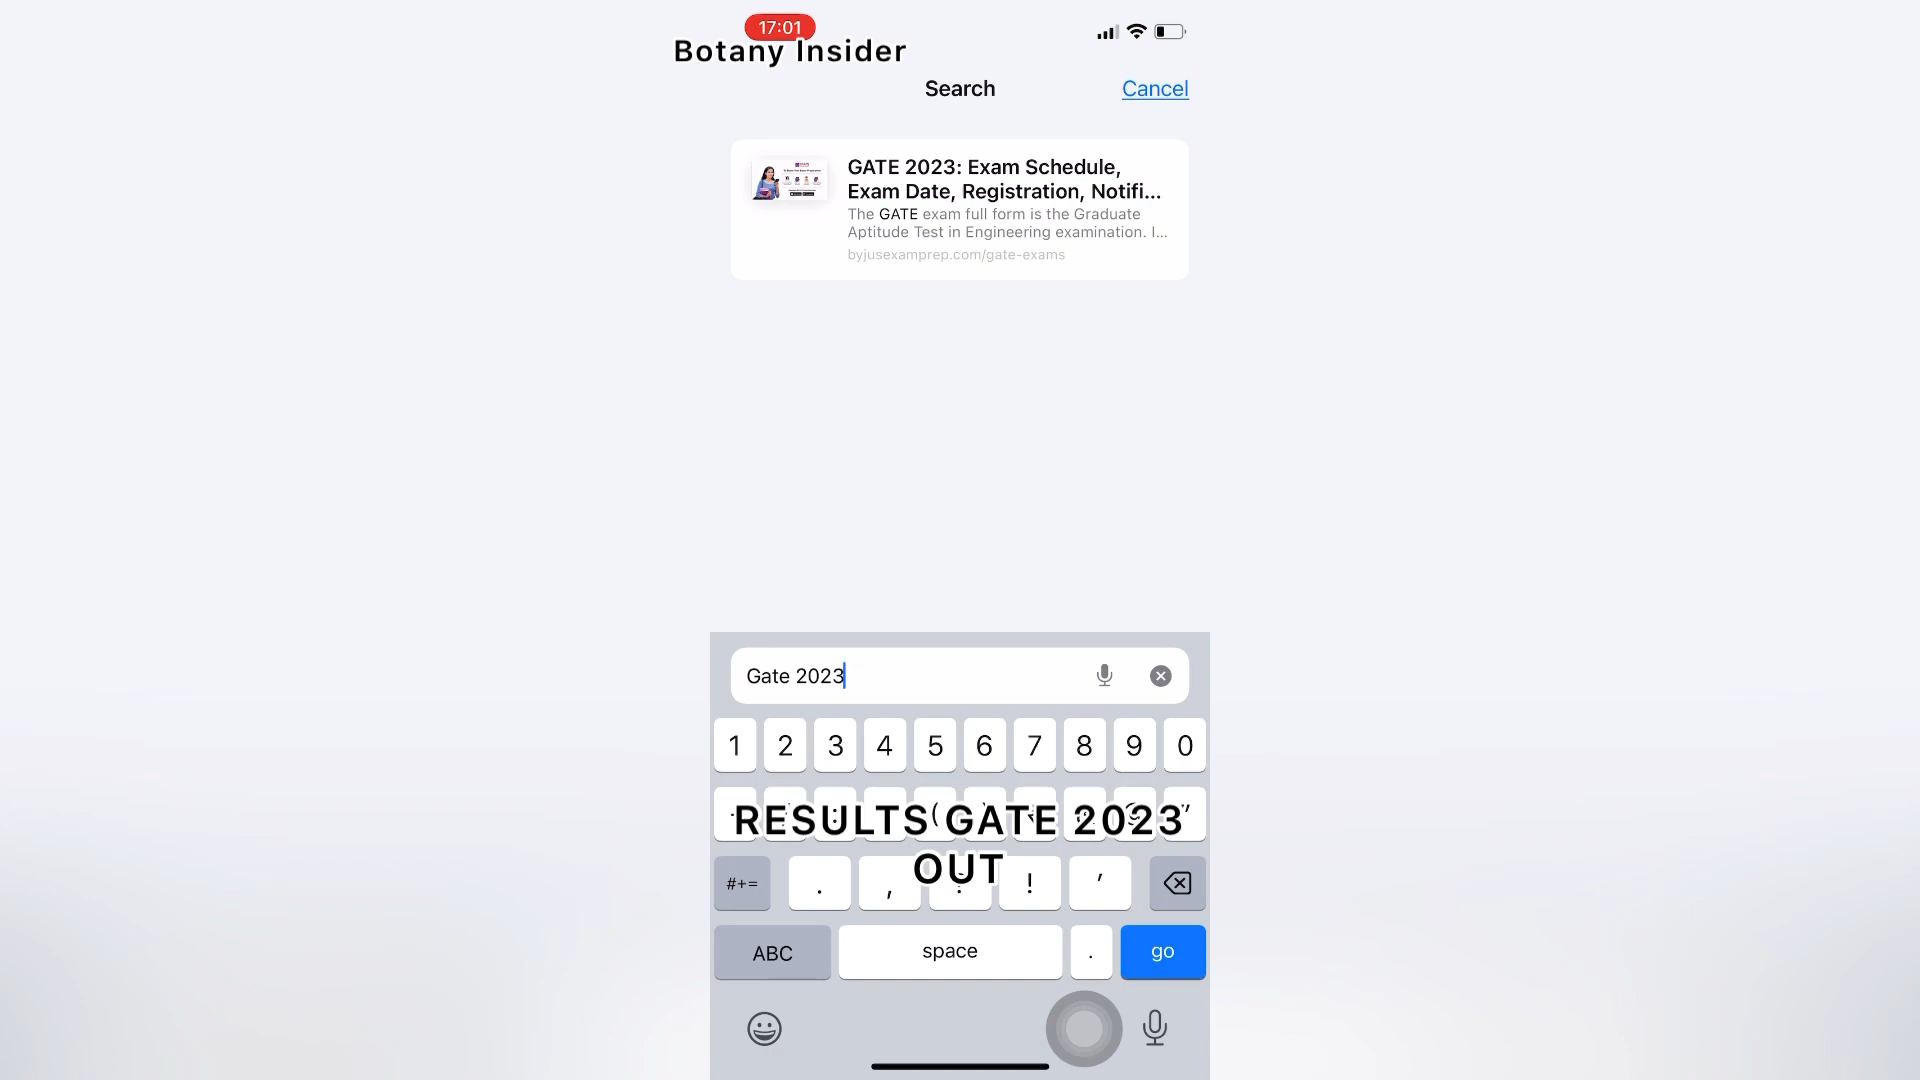 17:01
Botany Insider
Search
Cancel
GATE 2023: Exam Schedule,
Exam Date, Registration, Notifi...
The GATE exam full form is the Graduate
Aptitude Test in Engineering examination. I...
byjusexamprep.com/gate-exams
Gate 2023
1 2 3 4 5 6 7 8 9 0
RESULTS GATE 2023
OUT
#+= . , ! ’
ABC space . go